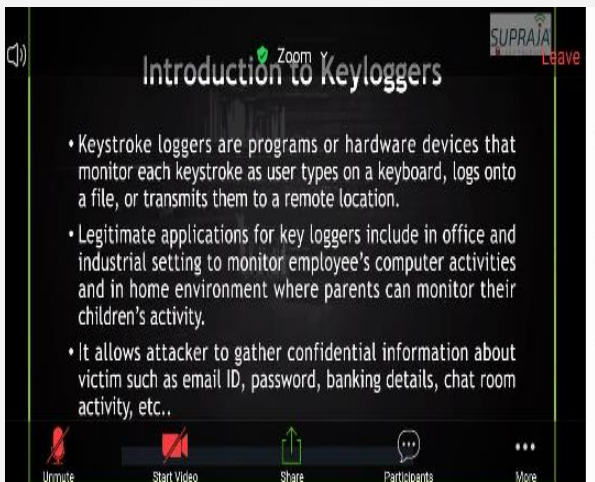 SUPRAJA
Zoom
Leave
Introduction to Keyloggers
• Keystroke loggers are programs or hardware devices that
monitor each keystroke as user types on a keyboard, logs onto
a file, or transmits them to a remote location.
• Legitimate applications for key loggers include in office and
industrial setting to monitor employee's computer activities
and in home environment where parents can monitor their
children's activity.
• It allows attacker to gather confidential information about
victim such as email ID, password, banking details, chat room
activity, etc..
Unmute Start Video Share Participants More